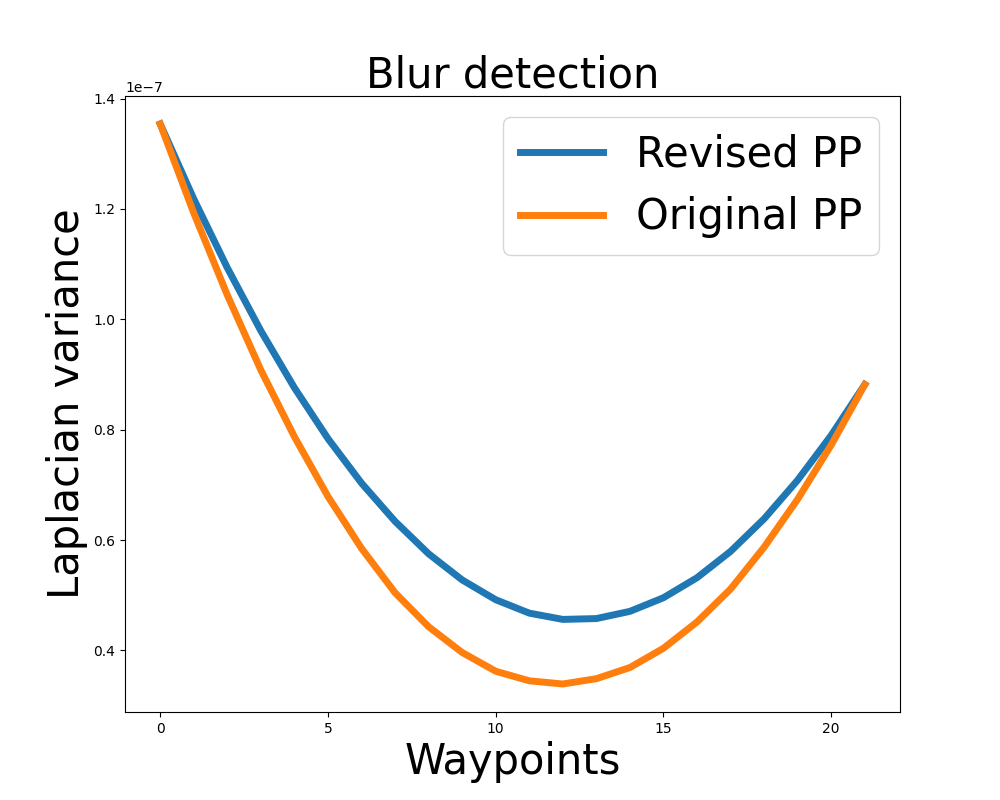 Blur detection
1e−7
1.4
1.2
1.0
0.8
0.6
0.4
Laplacian variance
Revised PP
Original PP
0 5 10 15 20
Waypoints